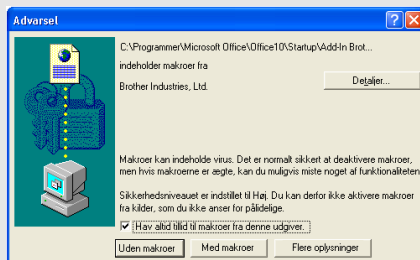 Advarsel
C:\Programmer\Microsoft Office\Office10\Startup\Add-In Brot...
indeholder makroer fra
Brother Industries, Ltd.
Detaljer...
Makroer kan indeholde virus. Det er normalt sikkert at deaktivere makroer,
men hvis makroerne er ægte, kan du muligvis miste noget af funktionaliteten.
Sikkerhedsniveauet er indstillet til Høj. Du kan derfor ikke aktivere makroer
fra kilder, som du ikke anser for pålidelige.
Hav altid tillid til makroer fra denne udgiver.
Uden makroer Med makroer Flere oplysninger